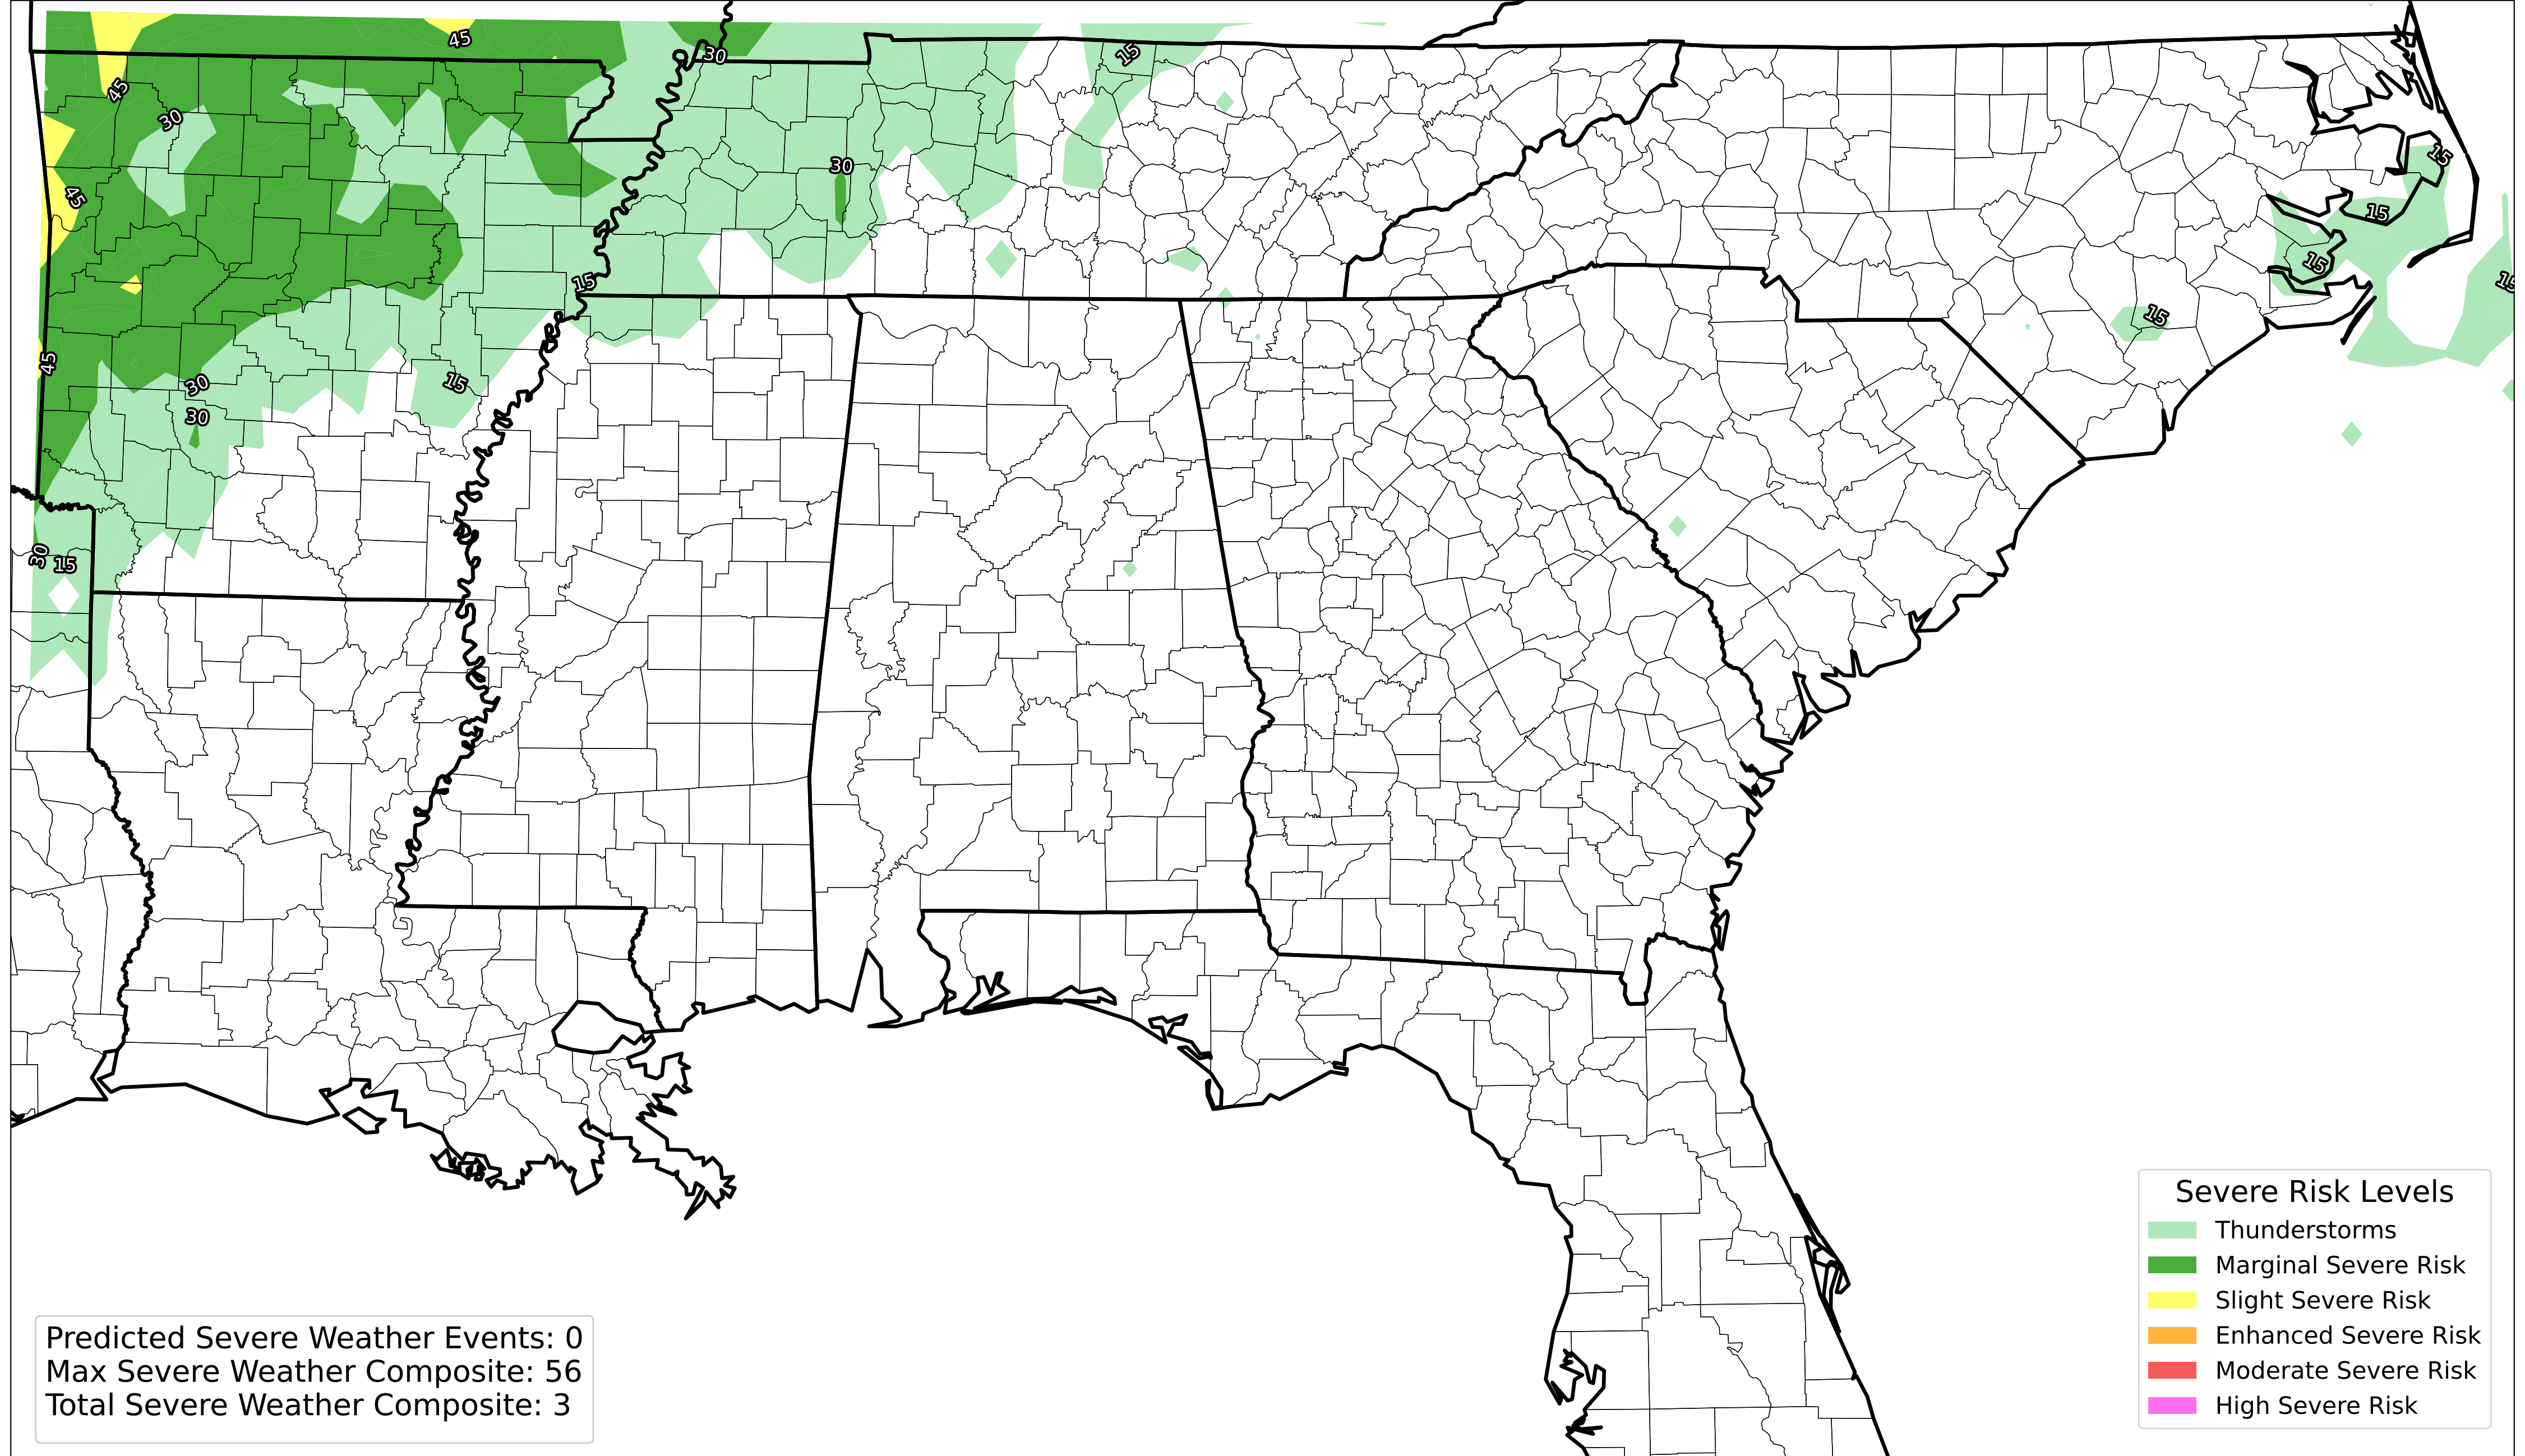 45
30
15
45
30
15
30
45
15
15
15
15
15
45
30
15
30
30
15
Severe Risk Levels
Thunderstorms
Marginal Severe Risk
Slight Severe Risk
Enhanced Severe Risk
Moderate Severe Risk
High Severe Risk
Predicted Severe Weather Events: 0
Max Severe Weather Composite: 56
Total Severe Weather Composite: 3